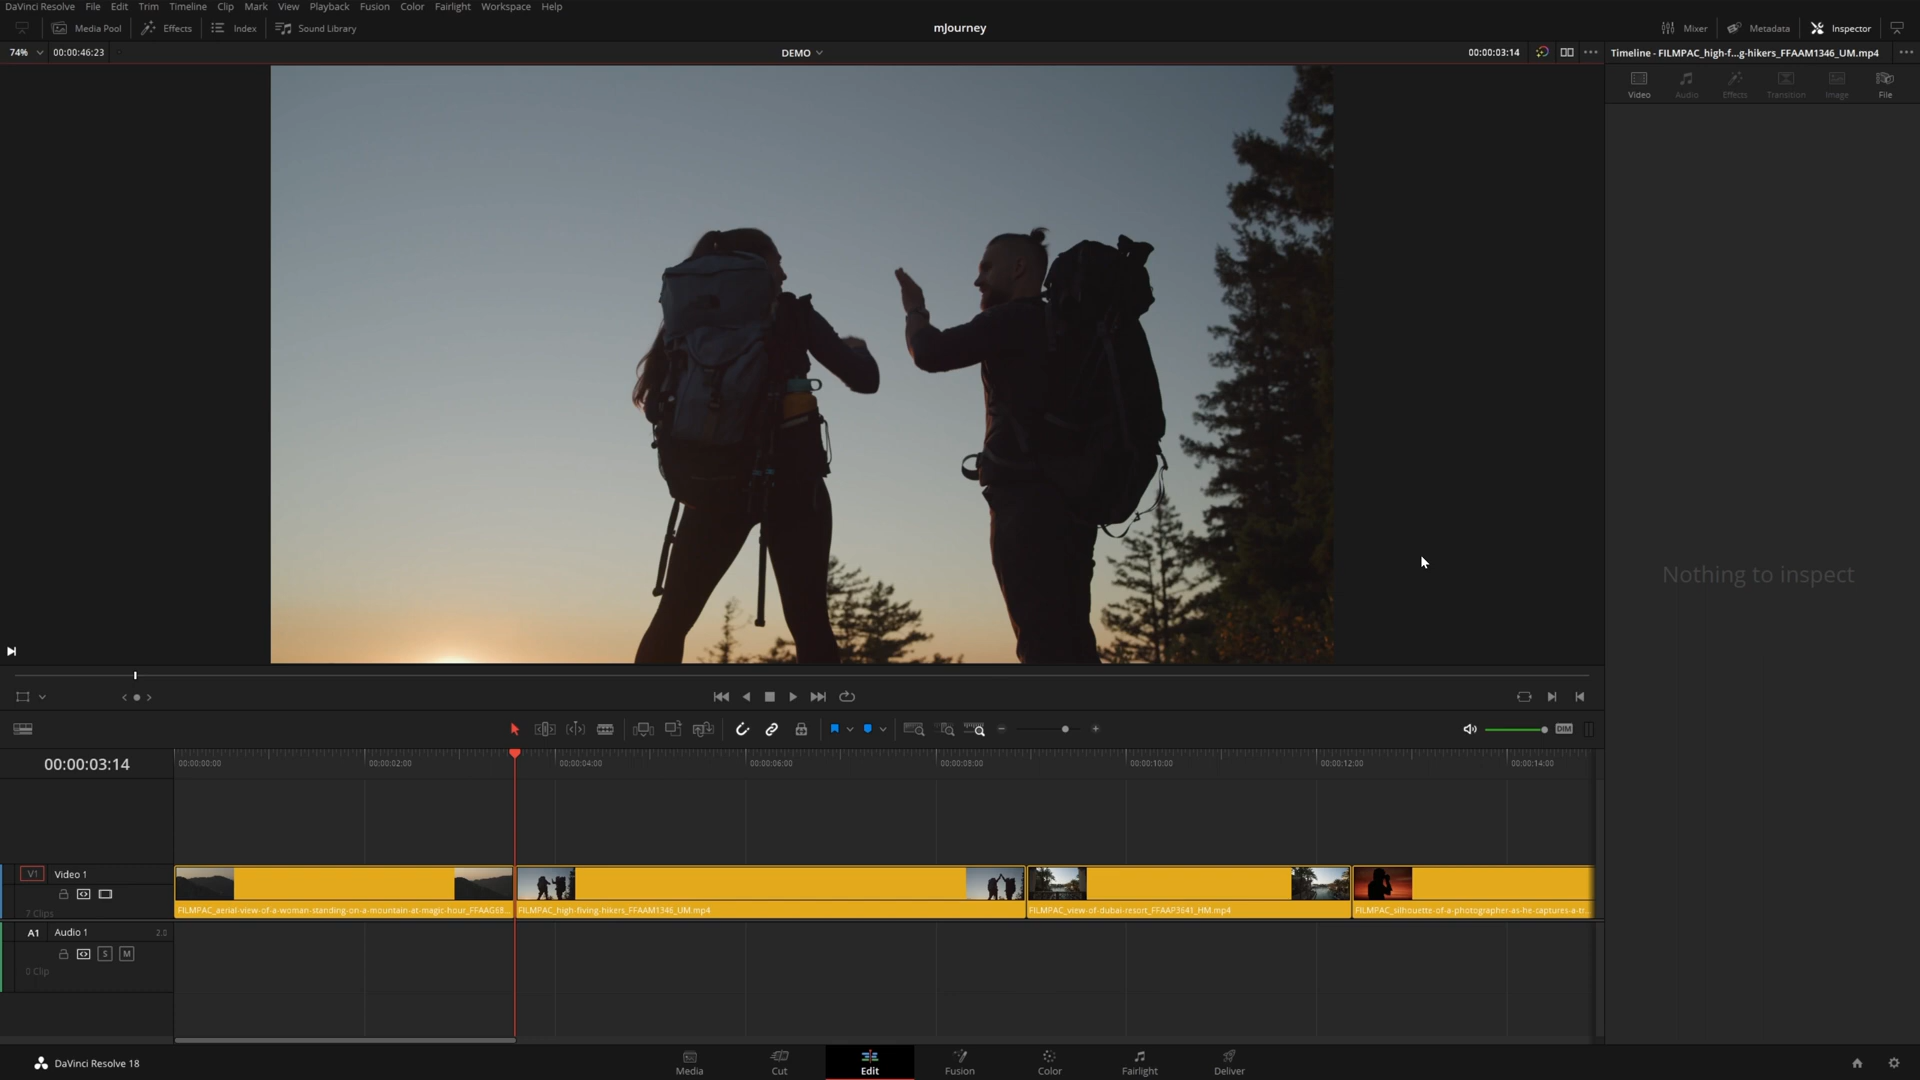 DaVinci Resolve File Edit Trim Timeline Clip Mark View Playback Fusion Color Fairlight Workspace Help
Media Pool Effects Index Sound Library mJourney Mixer Metadata Inspector
74% 00:00:46:23 DEMO 00:00:03:14 Timeline - FILMPAC_high-f...g-hikers_FFAAM1346_UM.mp4
Video Audio Effects Transition Image File
Nothing to inspect
DIM
00:00:03:14 00:00:00:00 00:00:02:00 00:00:04:00 00:00:06:00 00:00:08:00 00:00:10:00 00:00:12:00 00:00:14:00
V1 Video 1
7 Clips
FILMPAC_aerial-view-of-a-woman-standing-on-a-mountain-at-magic-hour_FFAAG68... FILMPAC_high-fiving-hikers_FFAAM1346_UM.mp4 FILMPAC_view-of-dubai-resort_FFAAP3641_HM.mp4 FILMPAC_silhouette-of-a-photographer-as-he-captures-a-tr...
A1 Audio 1 2.0
S M
0 Clip
DaVinci Resolve 18 Media Cut Edit Fusion Color Fairlight Deliver